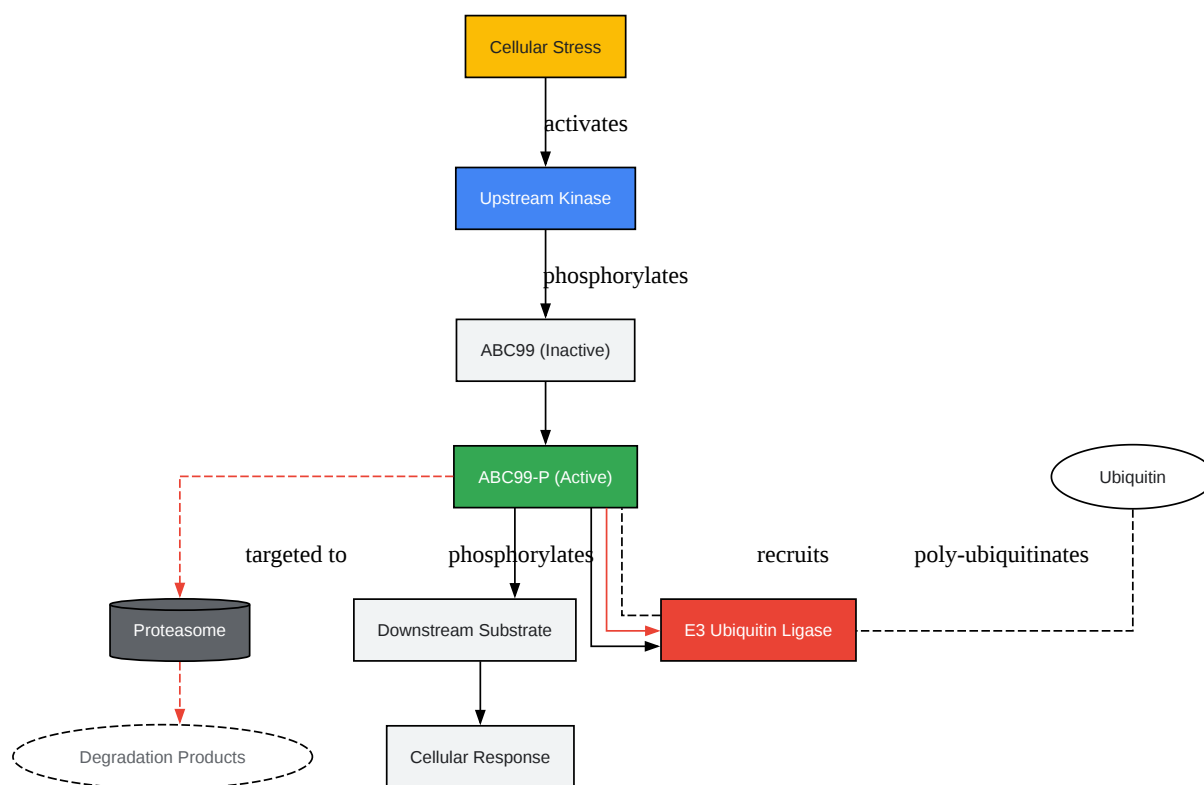 Cellular Stress
activates
Upstream Kinase
phosphorylates
ABC99 (Inactive)
ABC99-P (Active)
Ubiquitin
targeted to
phosphorylates
recruits
poly-ubiquitinates
Proteasome
Downstream Substrate
E3 Ubiquitin Ligase
Degradation Products
Cellular Response